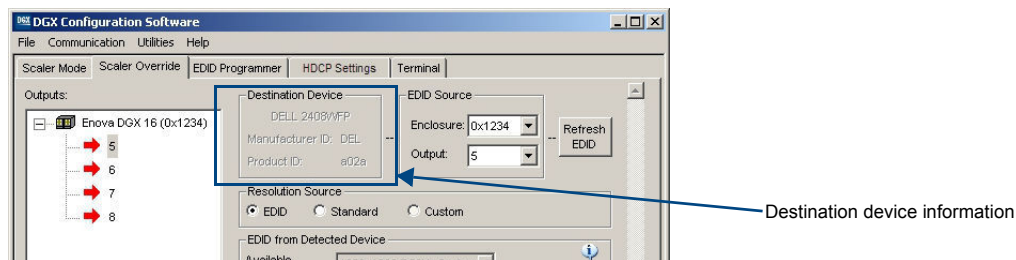 DGX Configuration Software
File Communication Utilities Help
Scaler Mode Scaler Override EDID Programmer HDCP Settings Terminal
Outputs:
Enova DGX 16 (0x1234)
5
6
7
8
Destination Device
DELL 2408WFP
Manufacturer ID: DEL
Product ID: a02a
--
EDID Source
Enclosure: 0x1234
Output: 5
--
Refresh
EDID
Resolution Source
EDID Standard Custom
EDID from Detected Device
Available
Destination device information